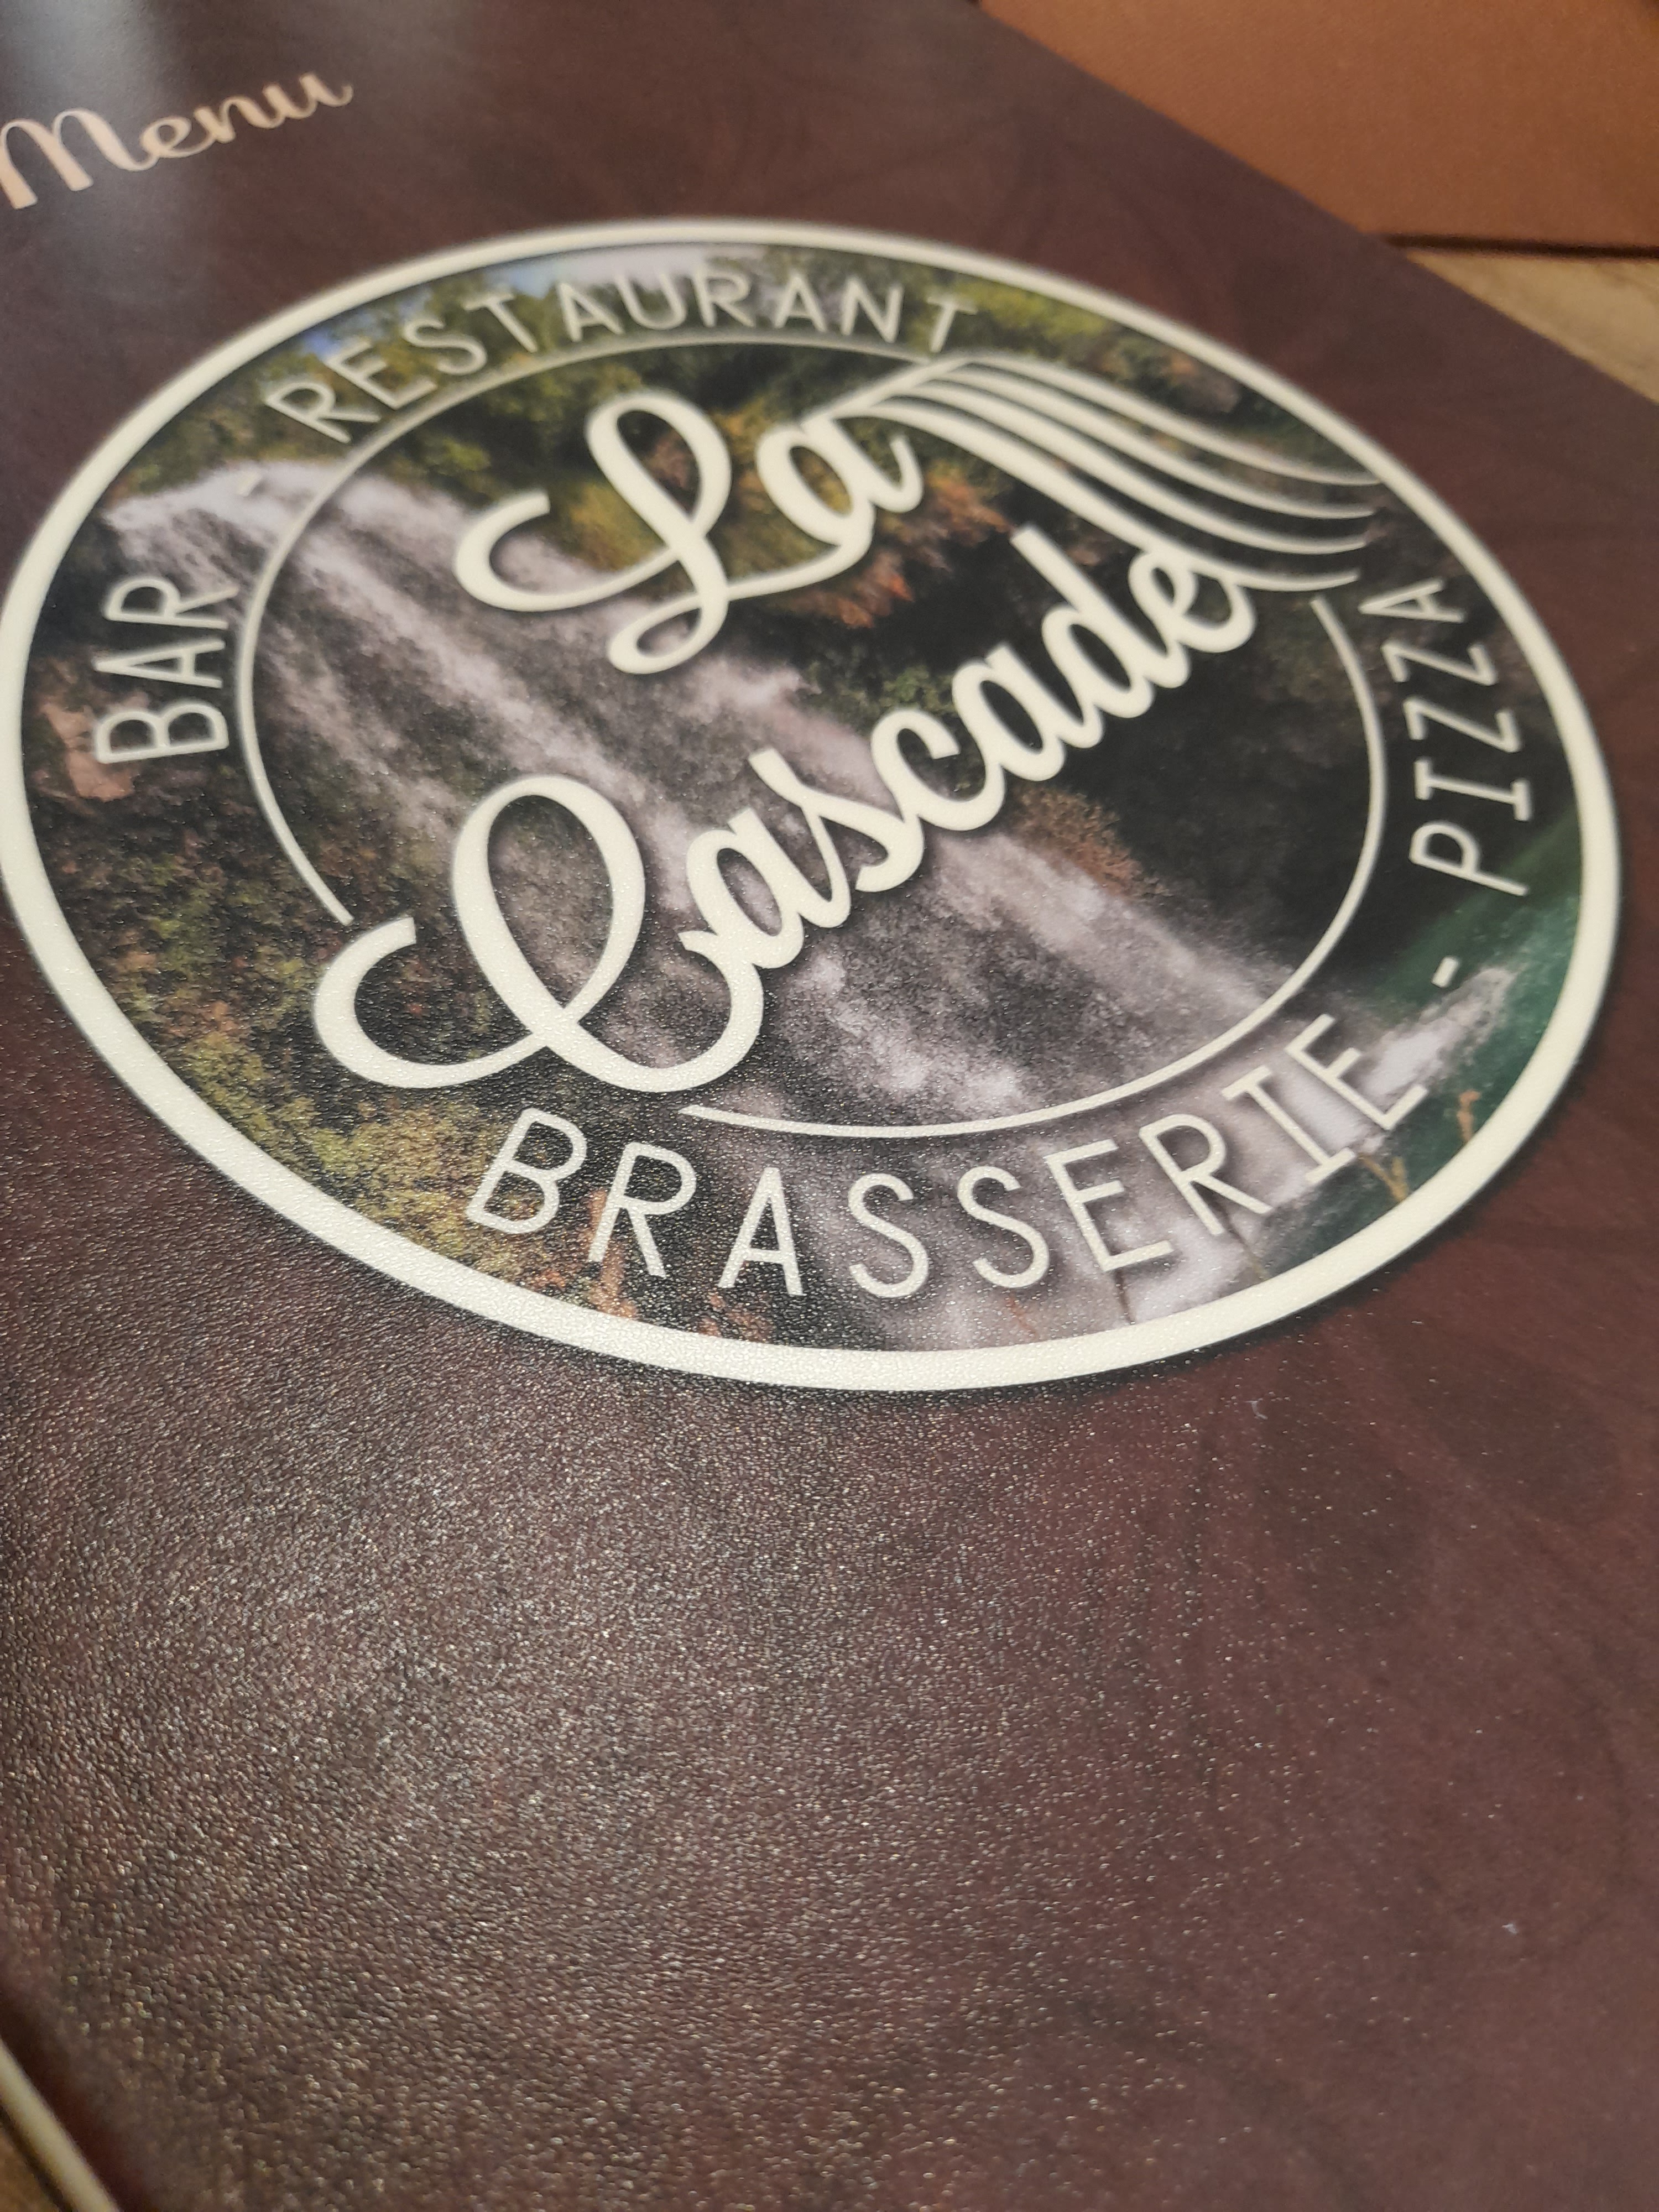 Menu
BAR - RESTAURANT
La
Cascade
BRASSERIE - PIZZA